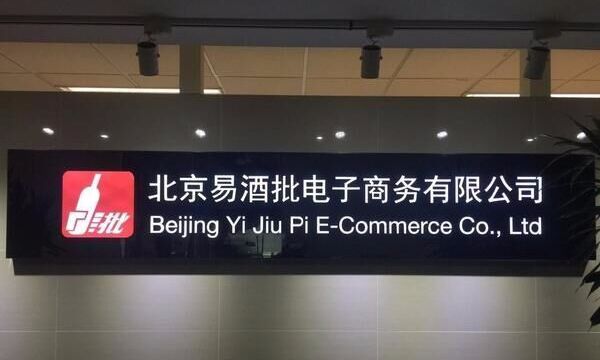 批
北京易酒批电子商务有限公司
Beijing Yi Jiu Pi E-Commerce Co., Ltd